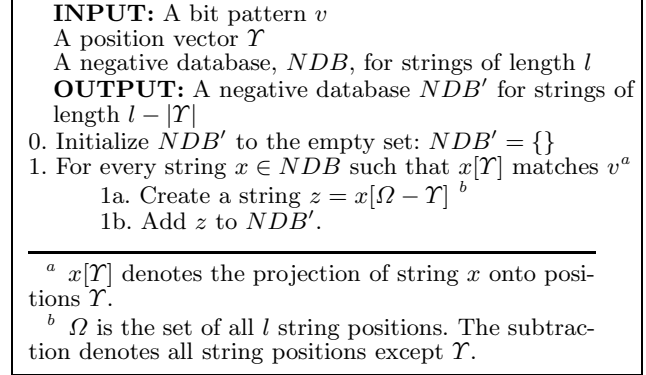 INPUT: A bit pattern v
A position vector ϒ
A negative database, NDB, for strings of length l
OUTPUT: A negative database NDB′ for strings of
length l − |ϒ|
0. Initialize NDB′ to the empty set: NDB′ = {}
1. For every string x ∈ NDB such that x[ϒ] matches v^a
1a. Create a string z = x[Ω − ϒ] ^b
1b. Add z to NDB′.
^a x[ϒ] denotes the projection of string x onto posi-
tions ϒ.
^b Ω is the set of all l string positions. The subtrac-
tion denotes all string positions except ϒ.